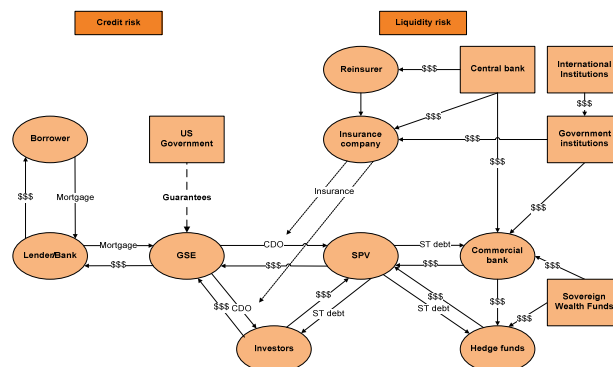 Credit risk
Liquidity risk
Reinsurer
$$$
Central bank
International
Institutions
$$$
$$$
Borrower
US
Government
Insurance
company
$$$
Government
institutions
$$$
$$$
Mortgage
Guarantees
Insurance
$$$
Lender/Bank
Mortgage
$$$
GSE
CDO
$$$
SPV
ST debt
$$$
Commercial
bank
$$$
$$$
CDO
$$$
ST debt
$$$
ST debt
$$$
$$$
Sovereign
Wealth Funds
Investors
Hedge funds